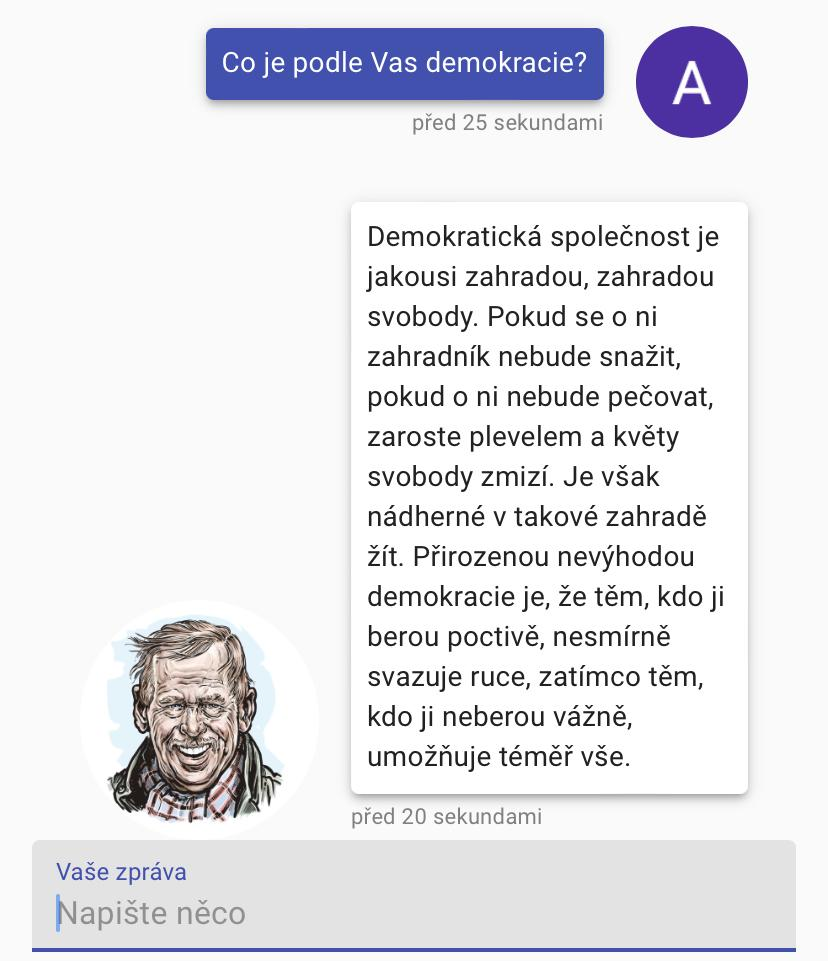 Co je podle Vas demokracie?
A
před 25 sekundami
Demokratická společnost je
jakousi zahradou, zahradou
svobody. Pokud se o ni
zahradník nebude snažit,
pokud o ni nebude pečovat,
zaroste plevelem a květy
svobody zmizí. Je však
nádherné v takové zahradě
žít. Přirozenou nevýhodou
demokracie je, že těm, kdo ji
berou poctivě, nesmírně
svazuje ruce, zatímco těm,
kdo ji neberou vážně,
umožňuje téměř vše.
před 20 sekundami
Vaše zpráva
Napište něco